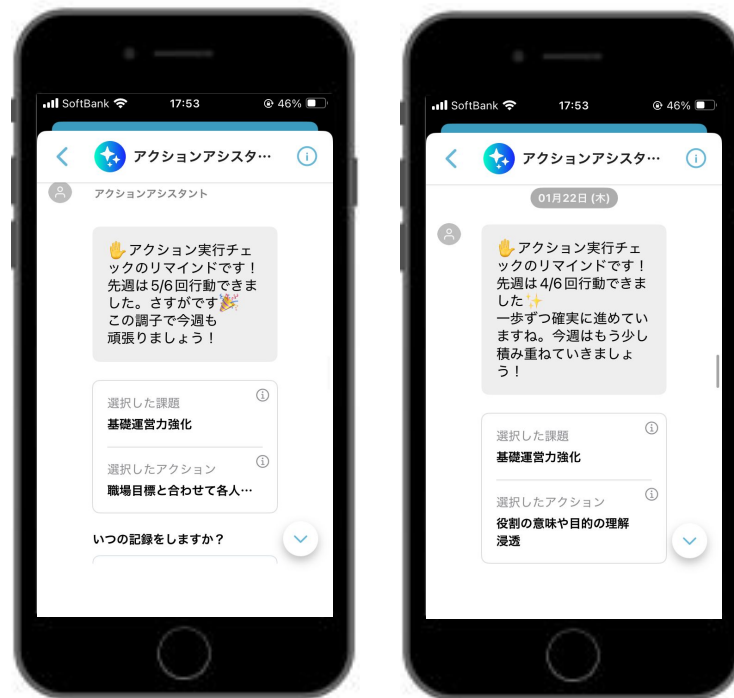 SoftBank 17:53 46%
アクションアシスタ…
アクションアシスタント
✋アクション実行チェ
ックのリマインドです！
先週は5/6回行動できま
した。さすがです🎉
この調子で今週も
頑張りましょう！
選択した課題
基礎運営力強化
選択したアクション
職場目標と合わせて各人…
いつの記録をしますか？
SoftBank 17:53 46%
アクションアシスタ…
01月22日 (木)
✋アクション実行チェ
ックのリマインドです！
先週は4/6回行動できま
した✨
一歩ずつ確実に進めてい
ますね。今週はもう少し
積み重ねていきましょ
う！
選択した課題
基礎運営力強化
選択したアクション
役割の意味や目的の理解
浸透